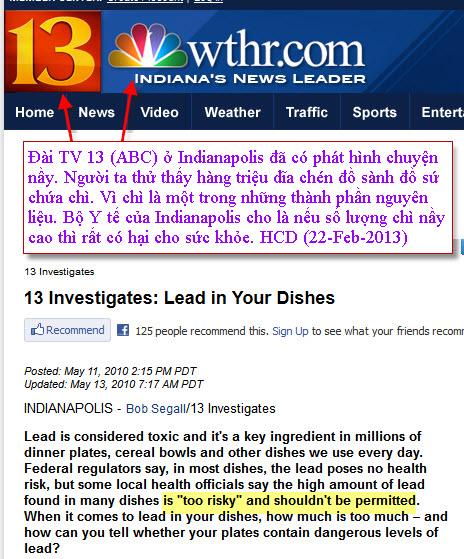 Create Account | Log In
13
wthr.com
INDIANA'S NEWS LEADER
Home News Video Weather Traffic Sports Entert
Đài TV 13 (ABC) ở Indianapolis đã có phát hình chuyện
nầy. Người ta thử thấy hàng triệu dĩa chén đồ sành đồ sứ
chứa chì. Vì chì là một trong những thành phần nguyên
liệu. Bộ Y tế của Indianapolis cho là nếu số lượng chì nầy
cao thì rất có hại cho sức khỏe. HCD (22-Feb-2013)
13 Investigates
13 Investigates: Lead in Your Dishes
Recommend 125 people recommend this. Sign Up to see what your friends recomm
Posted: May 11, 2010 2:15 PM PDT
Updated: May 13, 2010 7:17 AM PDT
INDIANAPOLIS - Bob Segall/13 Investigates
Lead is considered toxic and it's a key ingredient in millions of
dinner plates, cereal bowls and other dishes we use every day.
Federal regulators say, in most dishes, the lead poses no health
risk, but some local health officials say the high amount of lead
found in many dishes is "too risky" and shouldn't be permitted.
When it comes to lead in your dishes, how much is too much – and
how can you tell whether your plates contain dangerous levels of
lead?